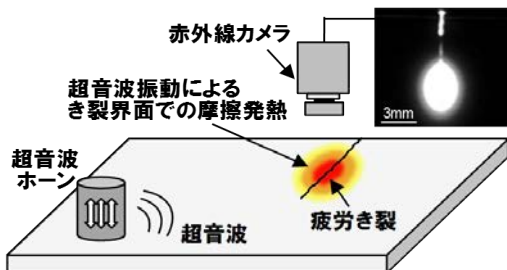 赤外線カメラ
超音波振動による
き裂界面での摩擦発熱
3mm
超音波
ホーン
超音波
疲労き裂